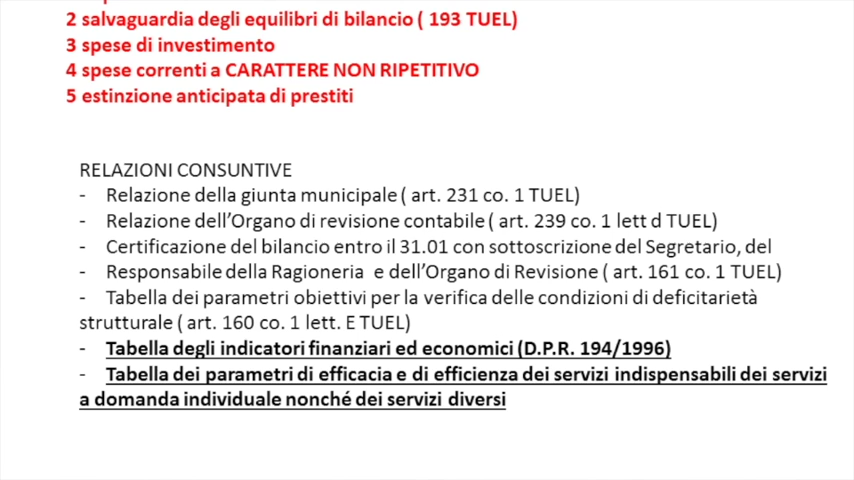 2 salvaguardia degli equilibri di bilancio ( 193 TUEL)
3 spese di investimento
4 spese correnti a CARATTERE NON RIPETITIVO
5 estinzione anticipata di prestiti
RELAZIONI CONSUNTIVE
- Relazione della giunta municipale ( art. 231 co. 1 TUEL)
- Relazione dell'Organo di revisione contabile ( art. 239 co. 1 lett d TUEL)
- Certificazione del bilancio entro il 31.01 con sottoscrizione del Segretario, del
- Responsabile della Ragioneria e dell'Organo di Revisione ( art. 161 co. 1 TUEL)
- Tabella dei parametri obiettivi per la verifica delle condizioni di deficitarietà
strutturale ( art. 160 co. 1 lett. E TUEL)
- Tabella degli indicatori finanziari ed economici (D.P.R. 194/1996)
- Tabella dei parametri di efficacia e di efficienza dei servizi indispensabili dei servizi
a domanda individuale nonché dei servizi diversi